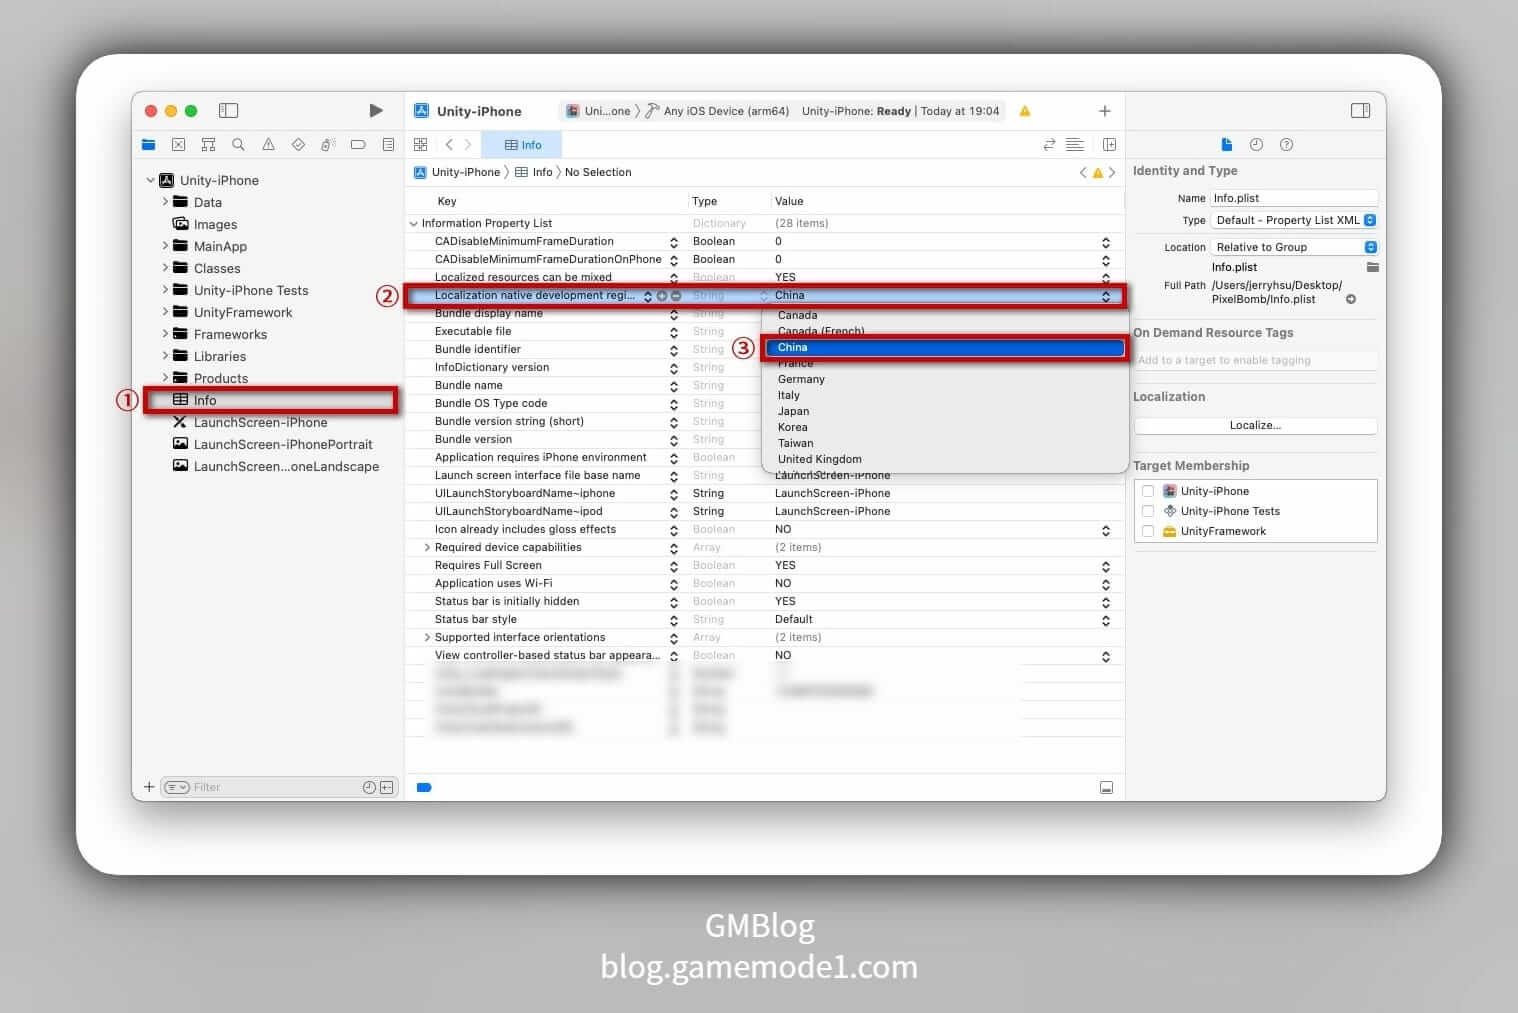 Unity-iPhone
Uni...one 〉 Any iOS Device (arm64) Unity-iPhone: Ready | Today at 19:04
Info
Unity-iPhone 〉 Info 〉 No Selection
Unity-iPhone
Data
Images
MainApp
Classes
Unity-iPhone Tests
UnityFramework
Frameworks
Libraries
Products
① Info
LaunchScreen-iPhone
LaunchScreen-iPhonePortrait
LaunchScreen...oneLandscape
Filter
Key Type Value
Information Property List Dictionary (28 items)
CADisableMinimumFrameDuration Boolean 0
CADisableMinimumFrameDurationOnPhone Boolean 0
Localized resources can be mixed Boolean YES
② Localization native development regi... String China
Bundle display name String
Executable file String
Bundle identifier String
InfoDictionary version String
Bundle name String
Bundle OS Type code String
Bundle version string (short) String
Bundle version String
Application requires iPhone environment Boolean
Launch screen interface file base name String LaunchScreen-iPhone
UILaunchStoryboardName~iphone String LaunchScreen-iPhone
UILaunchStoryboardName~ipod String LaunchScreen-iPhone
Icon already includes gloss effects Boolean NO
Required device capabilities Array (2 items)
Requires Full Screen Boolean YES
Application uses Wi-Fi Boolean NO
Status bar is initially hidden Boolean YES
Status bar style String Default
Supported interface orientations Array (2 items)
View controller-based status bar appeara... Boolean NO
Canada
Canada (French)
③ China
France
Germany
Italy
Japan
Korea
Taiwan
United Kingdom
Identity and Type
Name Info.plist
Type Default - Property List XML
Location Relative to Group
Info.plist
Full Path /Users/jerryhsu/Desktop/
PixelBomb/Info.plist
On Demand Resource Tags
Add to a target to enable tagging
Localization
Localize...
Target Membership
Unity-iPhone
Unity-iPhone Tests
UnityFramework
GMBlog
blog.gamemode1.com